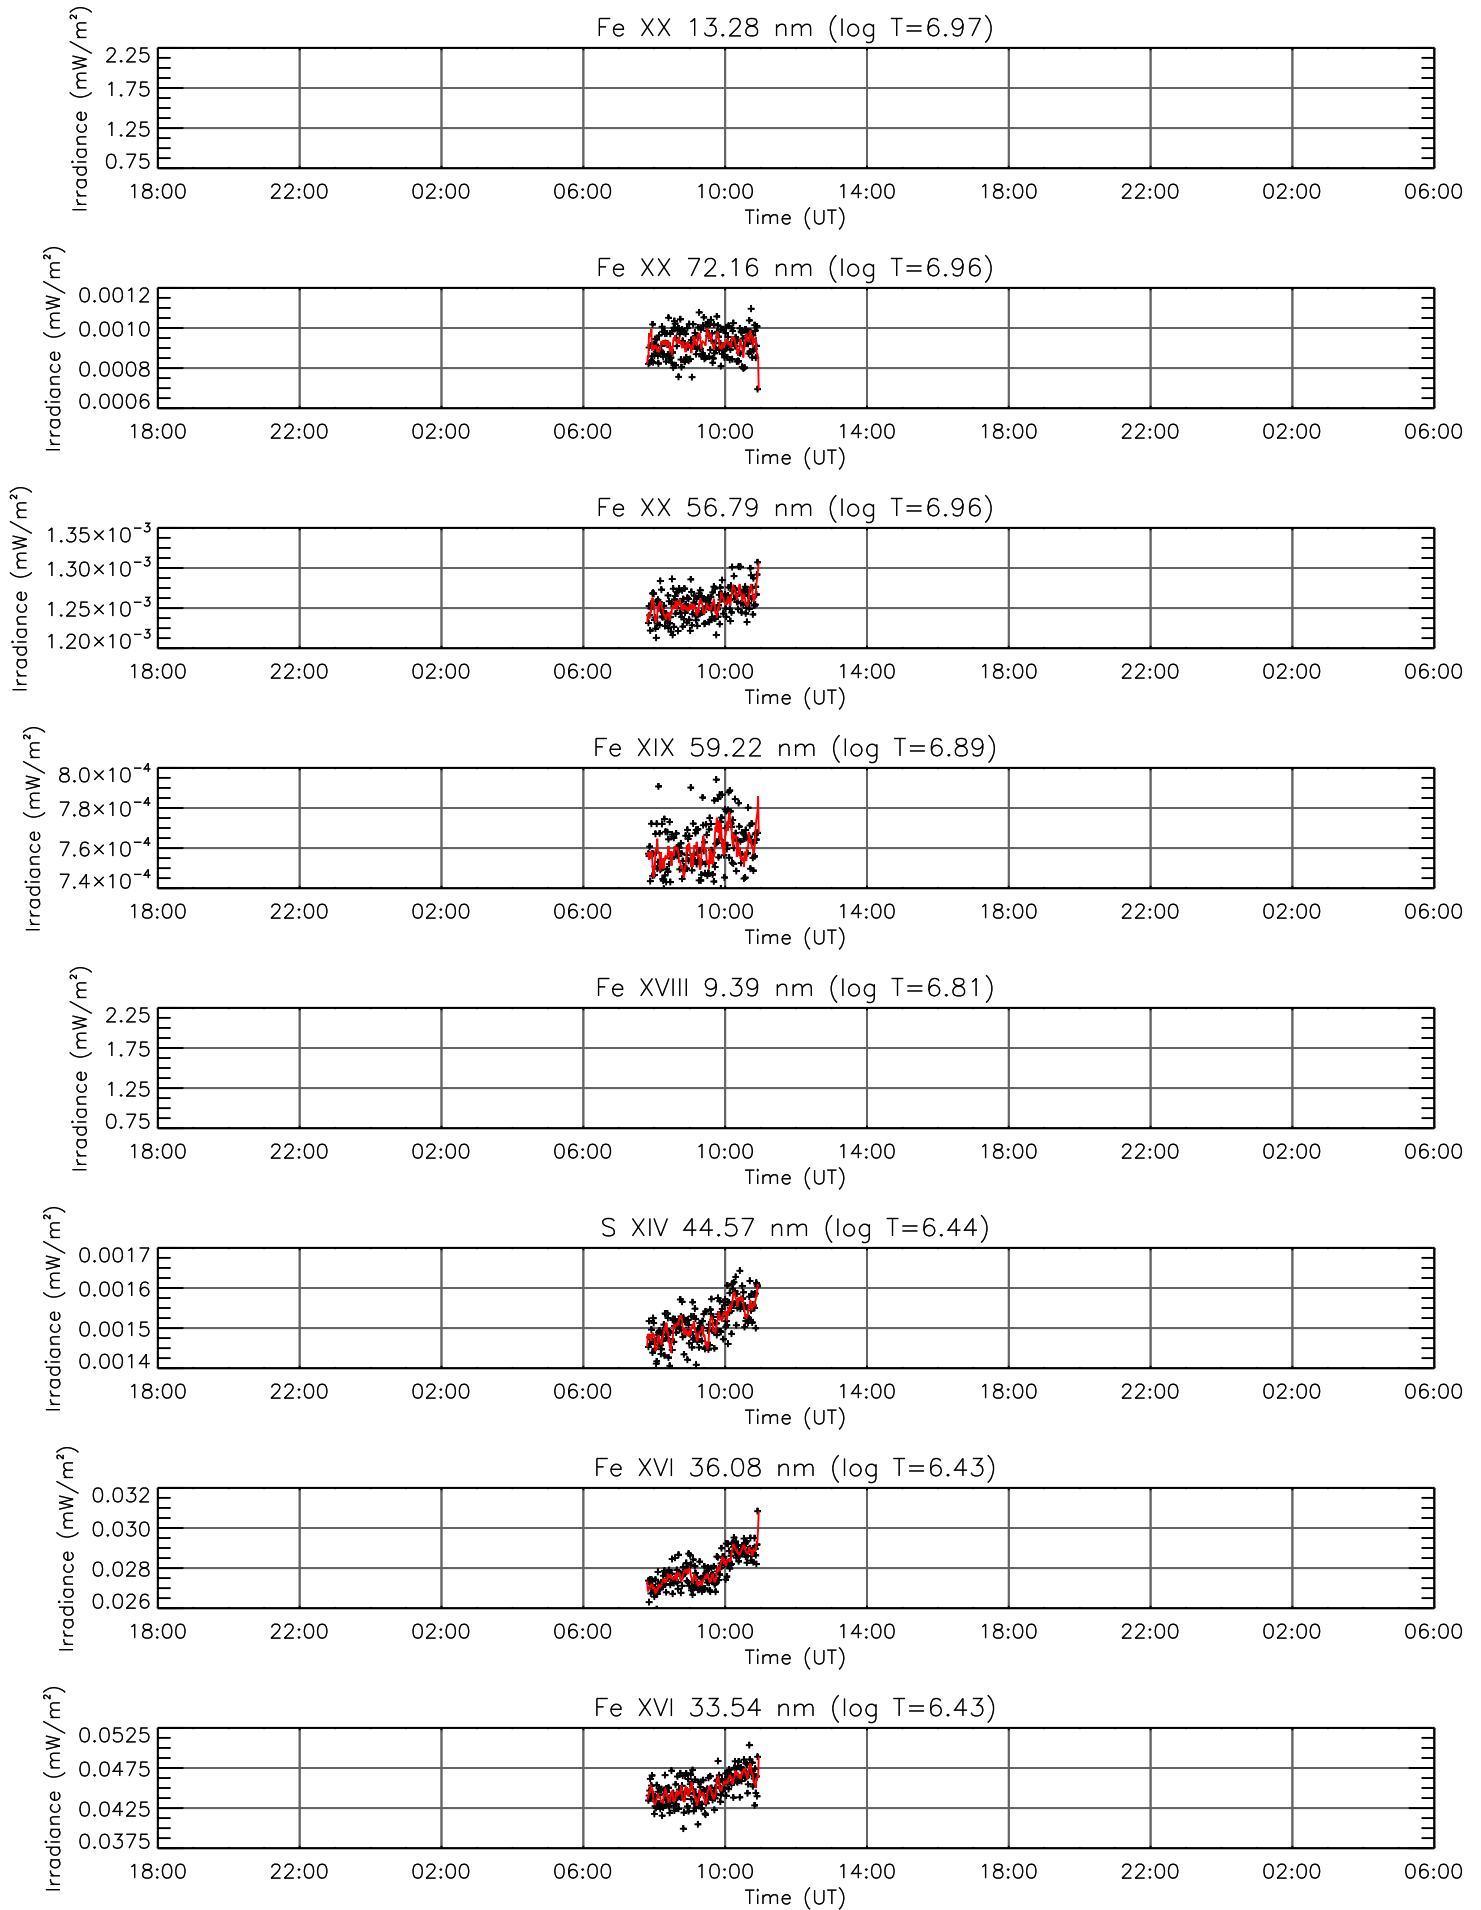 Fe XX 13.28 nm (log T=6.97)
Irradiance (mW/m²)
2.25
1.75
1.25
0.75
18:00 22:00 02:00 06:00 10:00 14:00 18:00 22:00 02:00 06:00
Time (UT)
Fe XX 72.16 nm (log T=6.96)
Irradiance (mW/m²)
0.0012
0.0010
0.0008
0.0006
18:00 22:00 02:00 06:00 10:00 14:00 18:00 22:00 02:00 06:00
Time (UT)
Fe XX 56.79 nm (log T=6.96)
Irradiance (mW/m²)
1.35×10⁻³
1.30×10⁻³
1.25×10⁻³
1.20×10⁻³
18:00 22:00 02:00 06:00 10:00 14:00 18:00 22:00 02:00 06:00
Time (UT)
Fe XIX 59.22 nm (log T=6.89)
Irradiance (mW/m²)
8.0×10⁻⁴
7.8×10⁻⁴
7.6×10⁻⁴
7.4×10⁻⁴
18:00 22:00 02:00 06:00 10:00 14:00 18:00 22:00 02:00 06:00
Time (UT)
Fe XVIII 9.39 nm (log T=6.81)
Irradiance (mW/m²)
2.25
1.75
1.25
0.75
18:00 22:00 02:00 06:00 10:00 14:00 18:00 22:00 02:00 06:00
Time (UT)
S XIV 44.57 nm (log T=6.44)
Irradiance (mW/m²)
0.0017
0.0016
0.0015
0.0014
18:00 22:00 02:00 06:00 10:00 14:00 18:00 22:00 02:00 06:00
Time (UT)
Fe XVI 36.08 nm (log T=6.43)
Irradiance (mW/m²)
0.032
0.030
0.028
0.026
18:00 22:00 02:00 06:00 10:00 14:00 18:00 22:00 02:00 06:00
Time (UT)
Fe XVI 33.54 nm (log T=6.43)
Irradiance (mW/m²)
0.0525
0.0475
0.0425
0.0375
18:00 22:00 02:00 06:00 10:00 14:00 18:00 22:00 02:00 06:00
Time (UT)